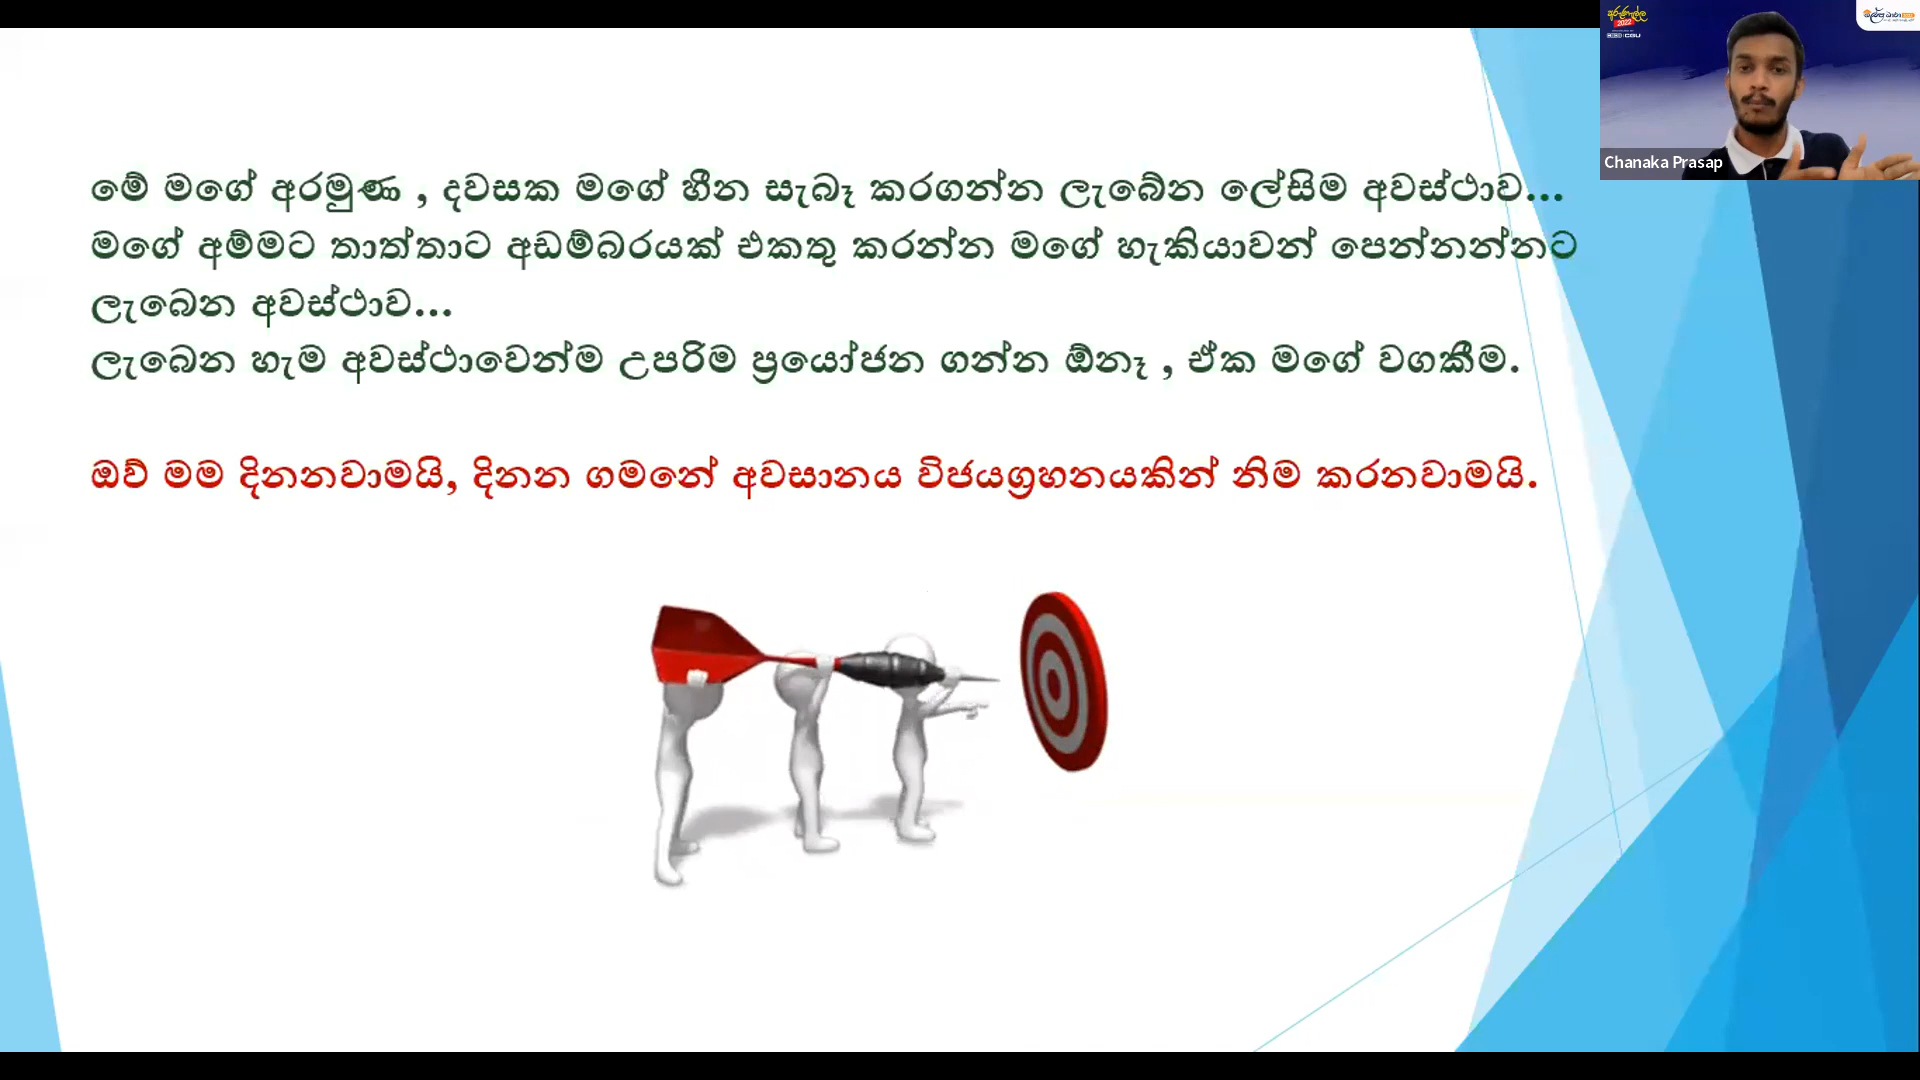 මේ මගේ අරමුණ , දවසක මගේ හීන සැබෑ කරගන්න ලැබේන ලේසිම අවස්ථාව...
මගේ අම්මට තාත්තාට අඩම්බරයක් එකතු කරන්න මගේ හැකියාවන් පෙන්නන්නට
ලැබෙන අවස්ථාව...
ලැබෙන හැම අවස්ථාවෙන්ම උපරිම ප්‍රයෝජන ගන්න ඕනෑ , ඒක මගේ වගකීම.
ඔව් මම දිනනවාමයි, දිනන ගමනේ අවසානය විජයග්‍රහනයකින් නිම කරනවාමයි.
Chanaka Prasap
2022
CGU